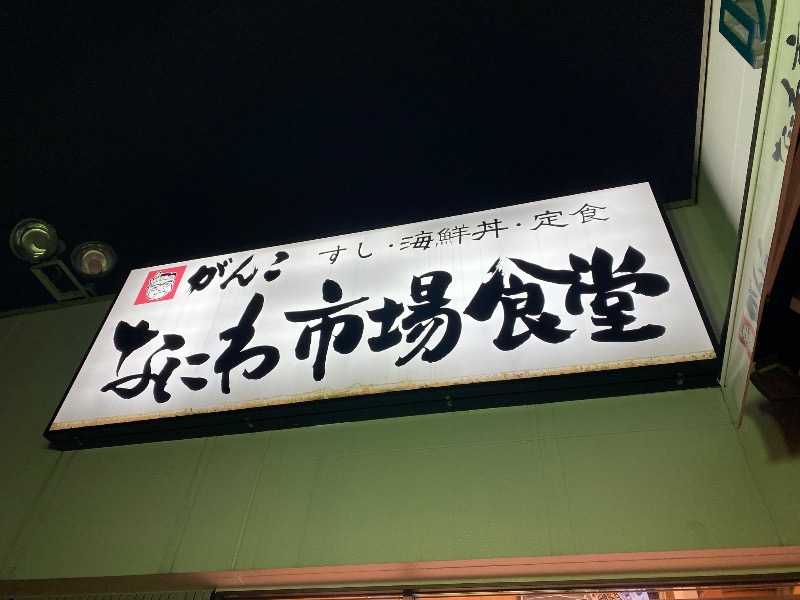 がんこ すし・海鮮丼・定食
なにわ市場食堂